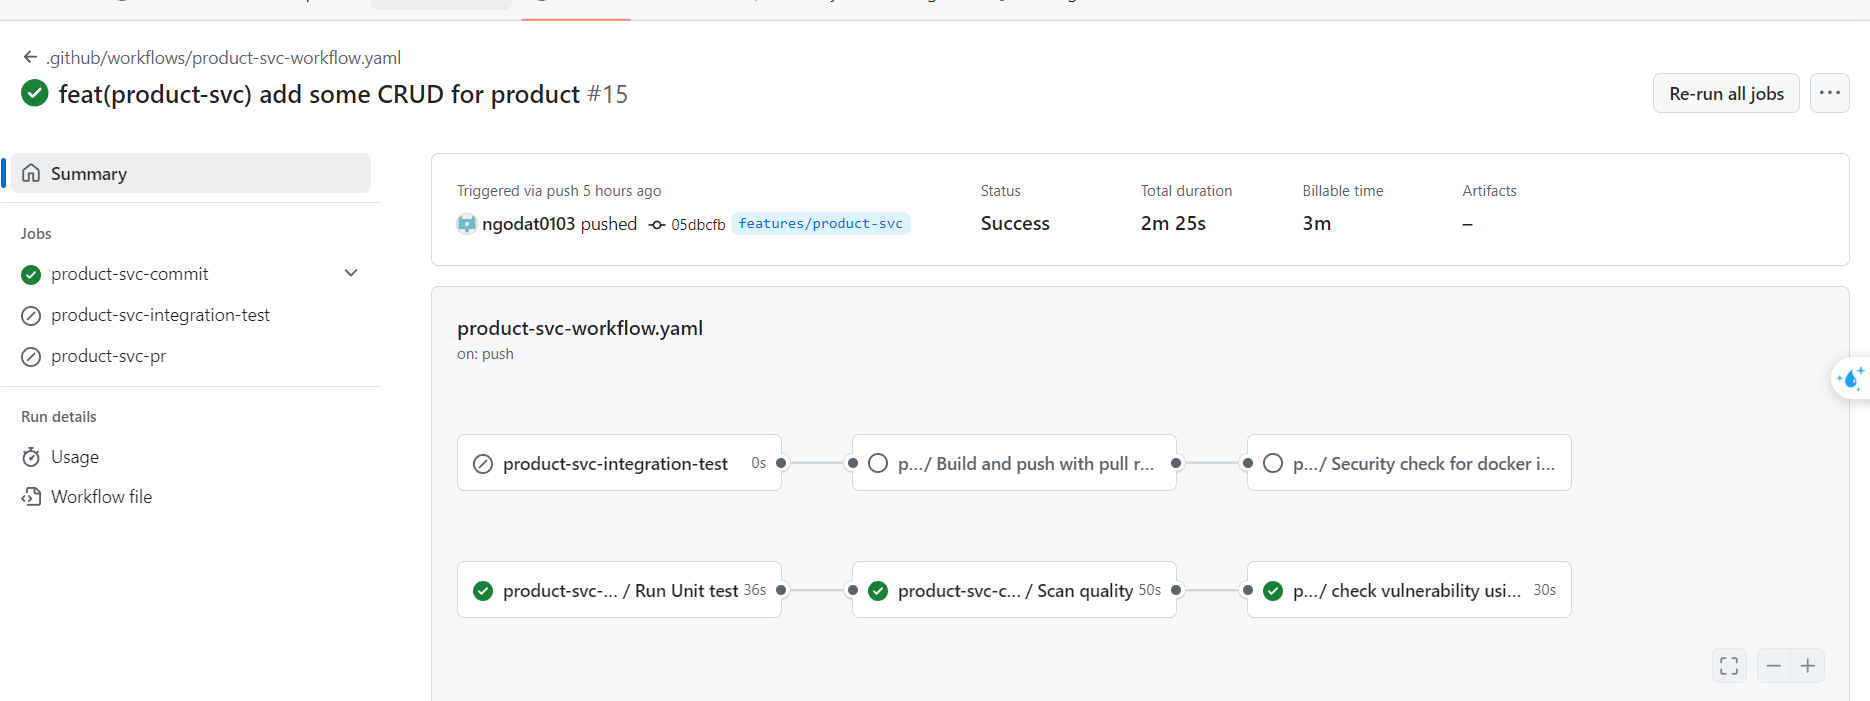 .github/workflows/product-svc-workflow.yaml
feat(product-svc) add some CRUD for product #15
Re-run all jobs
Summary
Jobs
product-svc-commit
product-svc-integration-test
product-svc-pr
Run details
Usage
Workflow file
Triggered via push 5 hours ago
ngodat0103 pushed 05dbcfb features/product-svc
Status
Success
Total duration
2m 25s
Billable time
3m
Artifacts
–
product-svc-workflow.yaml
on: push
product-svc-integration-test 0s
p.../ Build and push with pull r...
p.../ Security check for docker i...
product-svc-... / Run Unit test 36s
product-svc-c... / Scan quality 50s
p.../ check vulnerability usi... 30s